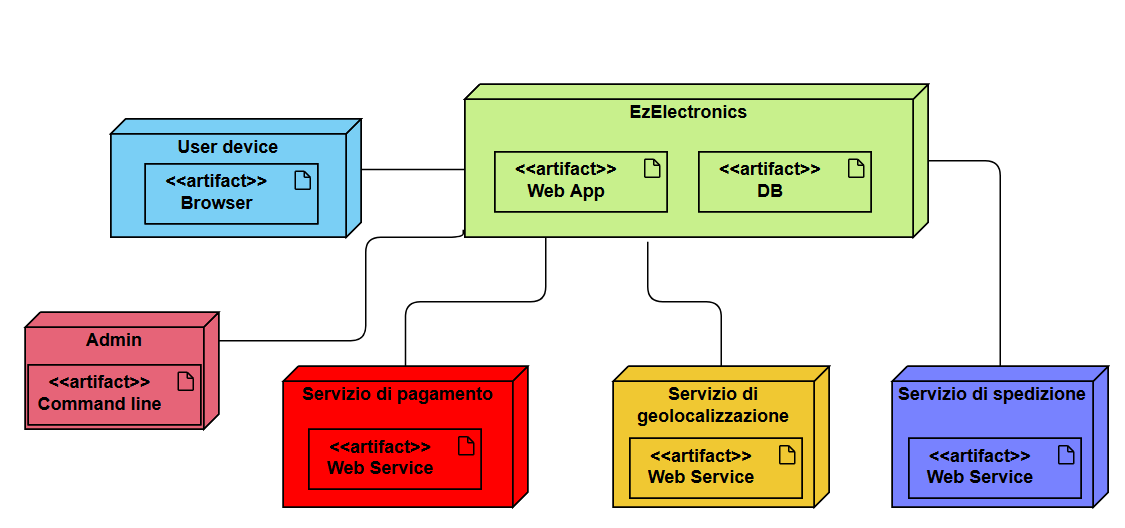 EzElectronics
<<artifact>>
Web App
<<artifact>>
DB
User device
<<artifact>>
Browser
Admin
<<artifact>>
Command line
Servizio di pagamento
<<artifact>>
Web Service
Servizio di
geolocalizzazione
<<artifact>>
Web Service
Servizio di spedizione
<<artifact>>
Web Service